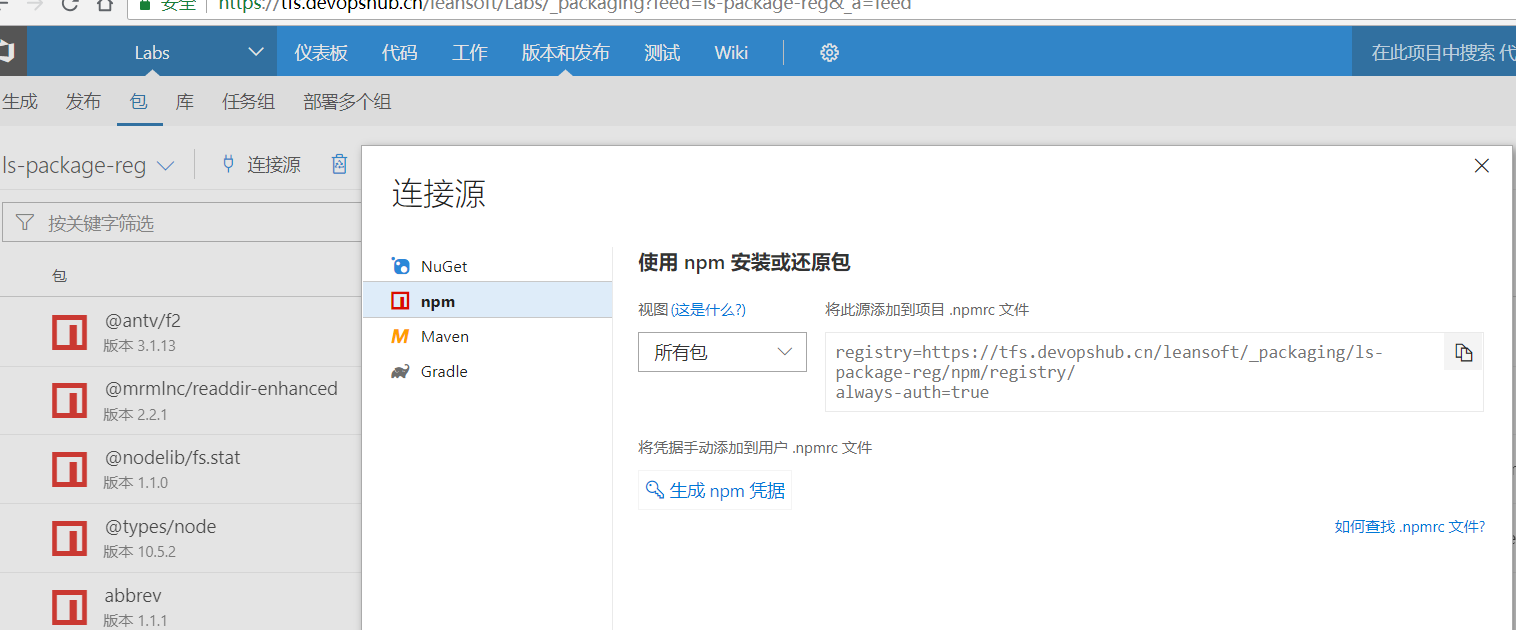 安全 https://tfs.devopshub.cn/leansoft/Labs/_packaging?feed=ls-package-reg&_a=feed
Labs 仪表板 代码 工作 版本和发布 测试 Wiki 在此项目中搜索 代
生成 发布 包 库 任务组 部署多个组
ls-package-reg 连接源
按关键字筛选
包
@antv/f2
版本 3.1.13
@mrmlnc/readdir-enhanced
版本 2.2.1
@nodelib/fs.stat
版本 1.1.0
@types/node
版本 10.5.2
abbrev
版本 1.1.1
连接源
NuGet
npm
Maven
Gradle
使用 npm 安装或还原包
视图 (这是什么?)
所有包
将此源添加到项目 .npmrc 文件
registry=https://tfs.devopshub.cn/leansoft/_packaging/ls-
package-reg/npm/registry/
always-auth=true
将凭据手动添加到用户 .npmrc 文件
生成 npm 凭据
如何查找 .npmrc 文件?